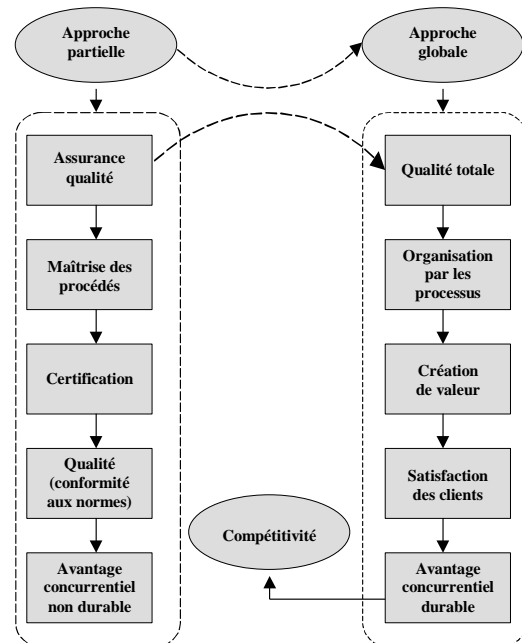 Approche
partielle
Approche
globale
Assurance
qualité
Maîtrise des
procédés
Certification
Qualité
(conformité
aux normes)
Avantage
concurrentiel
non durable
Qualité totale
Organisation
par les
processus
Création
de valeur
Satisfaction
des clients
Avantage
concurrentiel
durable
Compétitivité